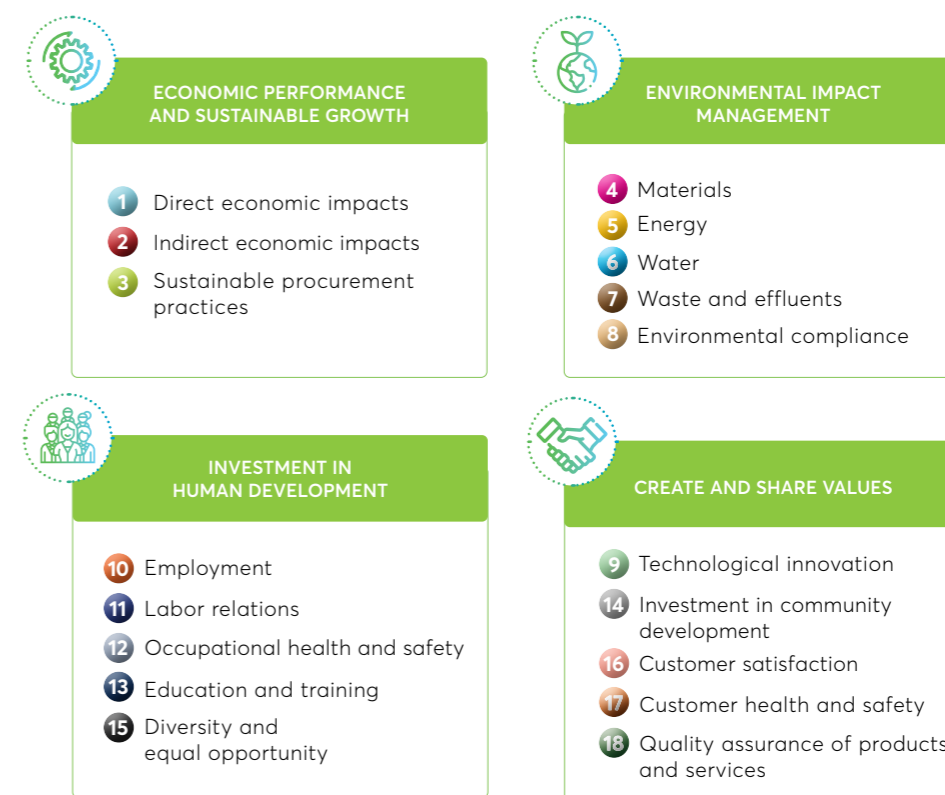 ECONOMIC PERFORMANCE
AND SUSTAINABLE GROWTH
1 Direct economic impacts
2 Indirect economic impacts
3 Sustainable procurement
practices
ENVIRONMENTAL IMPACT
MANAGEMENT
4 Materials
5 Energy
6 Water
7 Waste and effluents
8 Environmental compliance
INVESTMENT IN
HUMAN DEVELOPMENT
10 Employment
11 Labor relations
12 Occupational health and safety
13 Education and training
15 Diversity and
equal opportunity
CREATE AND SHARE VALUES
9 Technological innovation
14 Investment in community
development
16 Customer satisfaction
17 Customer health and safety
18 Quality assurance of products
and services